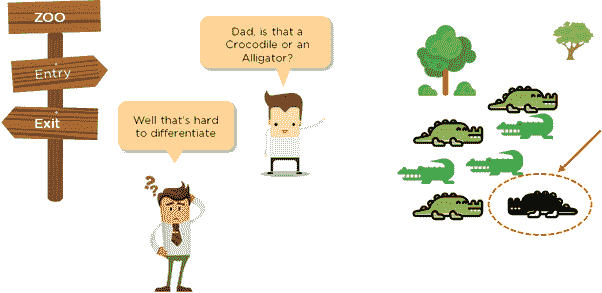 ZOO
Entry
Exit
Dad, is that a
Crocodile or an
Alligator?
Well that's hard
to differentiate
??
?